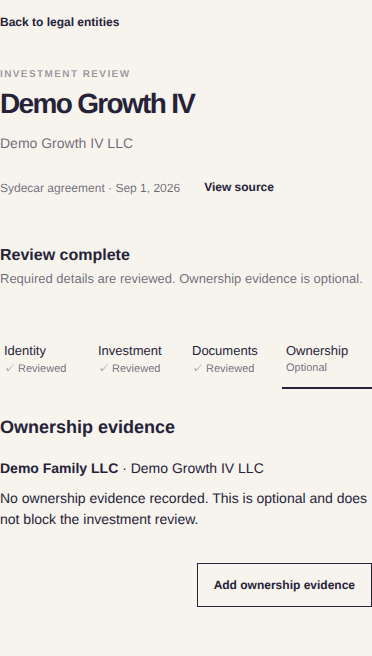 Back to legal entities
INVESTMENT REVIEW
Demo Growth IV
Demo Growth IV LLC
Sydecar agreement · Sep 1, 2026 View source
Review complete
Required details are reviewed. Ownership evidence is optional.
Identity Investment Documents Ownership
✓ Reviewed ✓ Reviewed ✓ Reviewed Optional
Ownership evidence
Demo Family LLC · Demo Growth IV LLC
No ownership evidence recorded. This is optional and does
not block the investment review.
Add ownership evidence